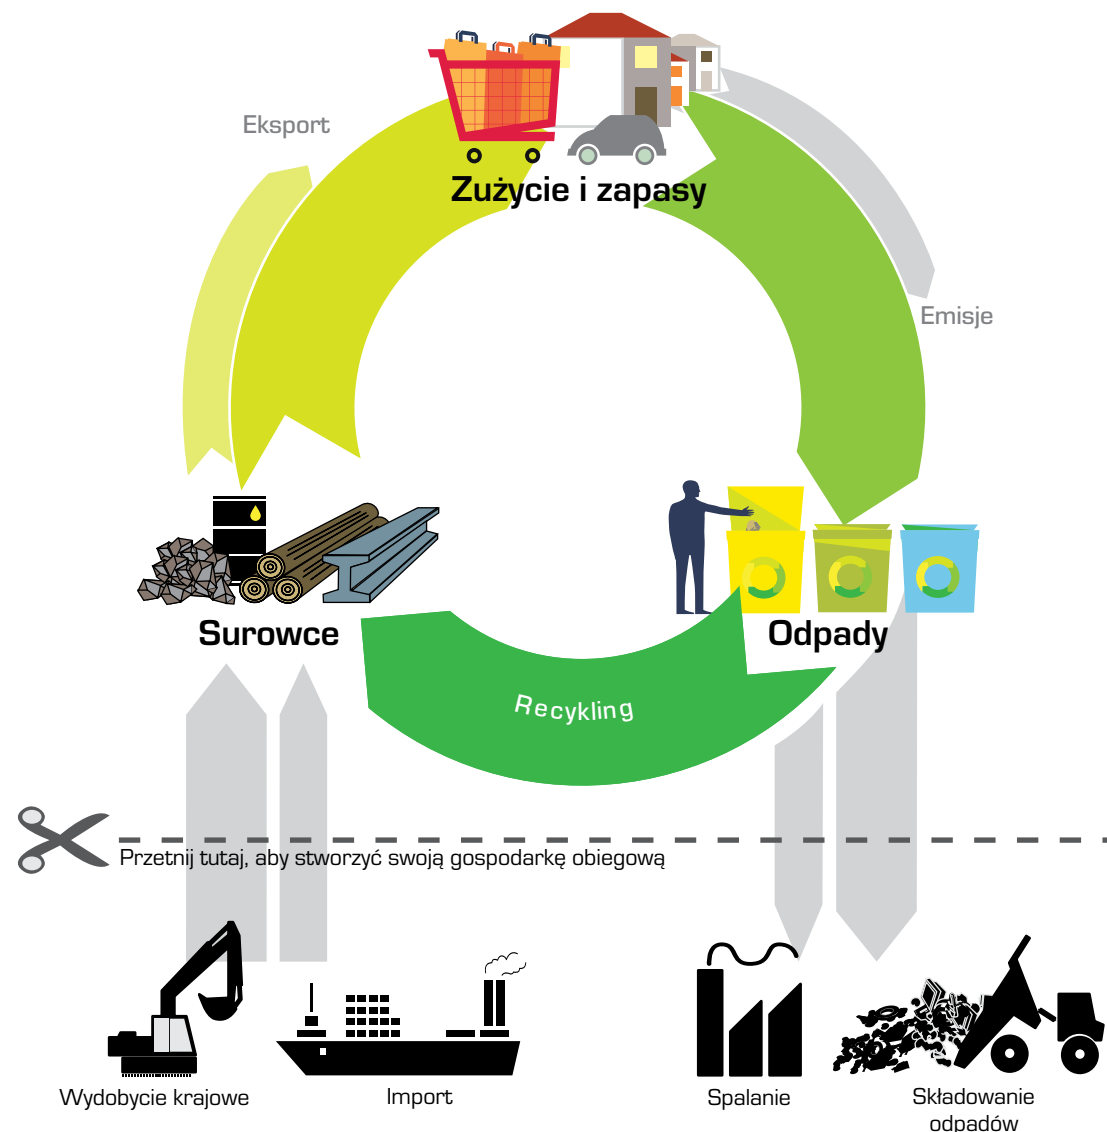 Eksport
Zużycie i zapasy
Emisje
Surowce
Odpady
Recykling
Przetnij tutaj, aby stworzyć swoją gospodarkę obiegową
Wydobycie krajowe
Import
Spalanie
Składowanie
odpadów